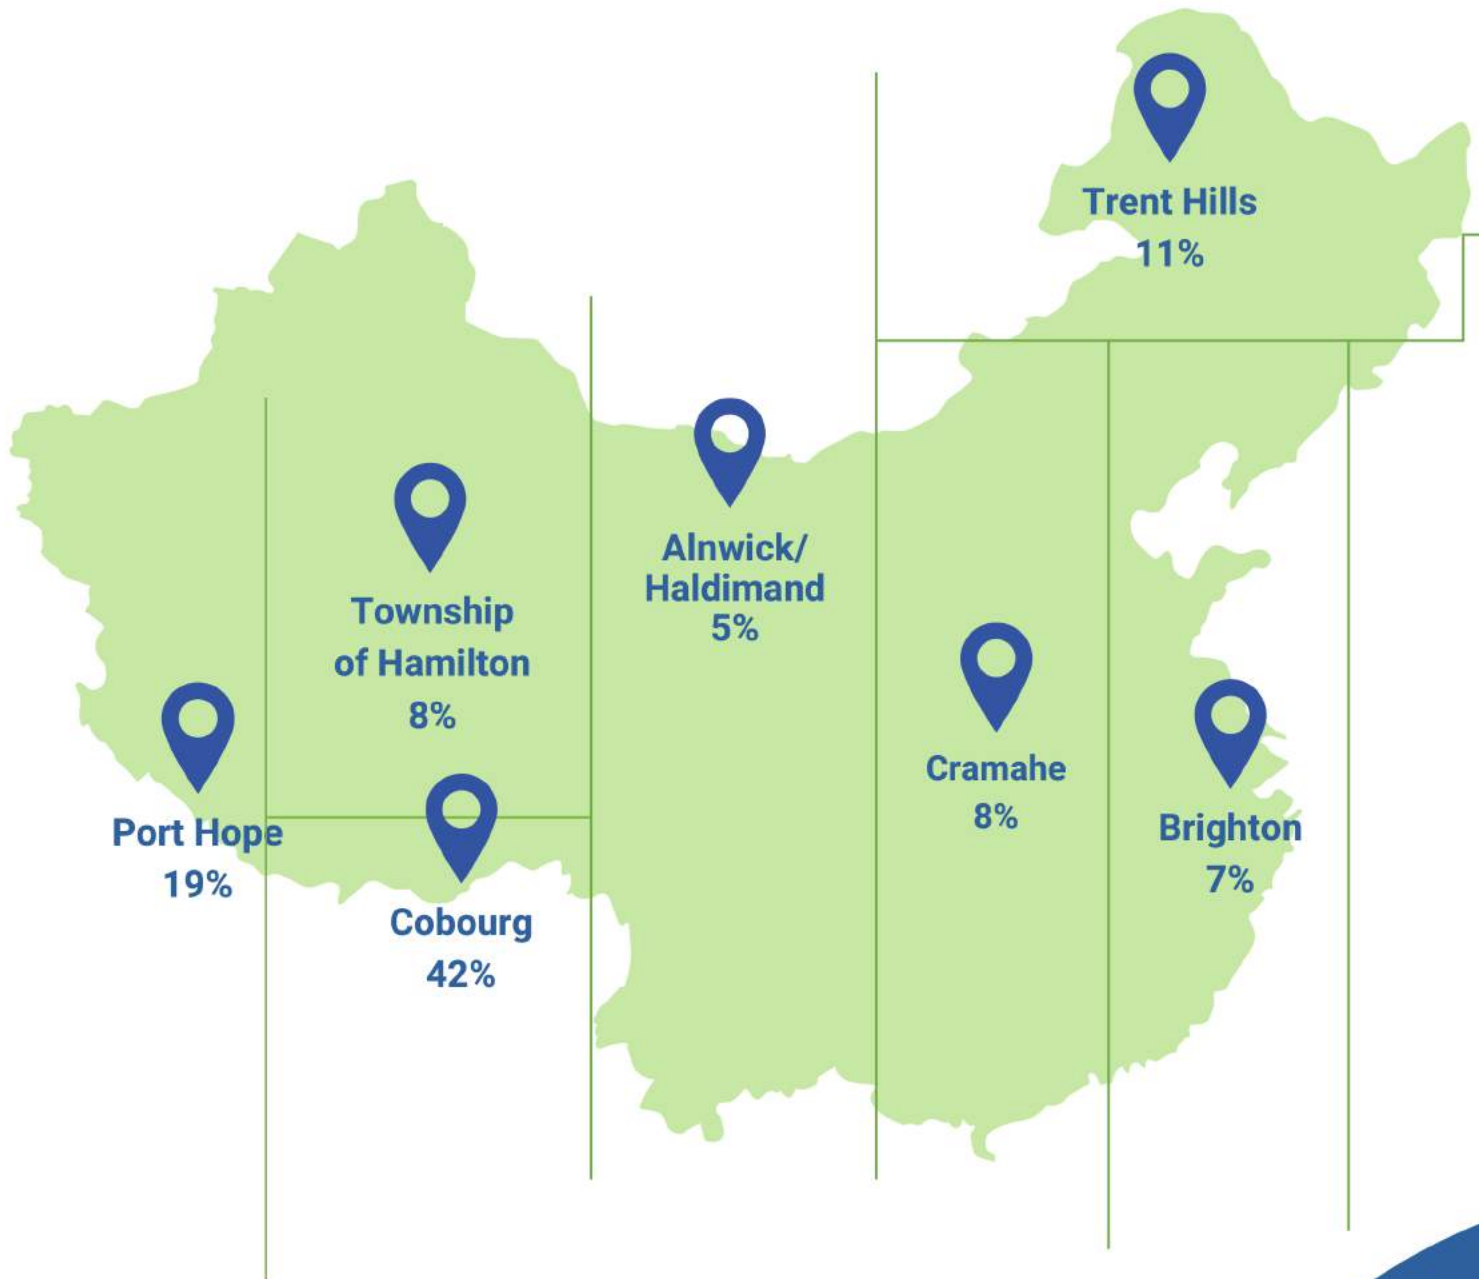 Trent Hills
11%
Alnwick/
Haldimand
5%
Township
of Hamilton
8%
Cramahe
8%
Port Hope
19%
Brighton
7%
Cobourg
42%